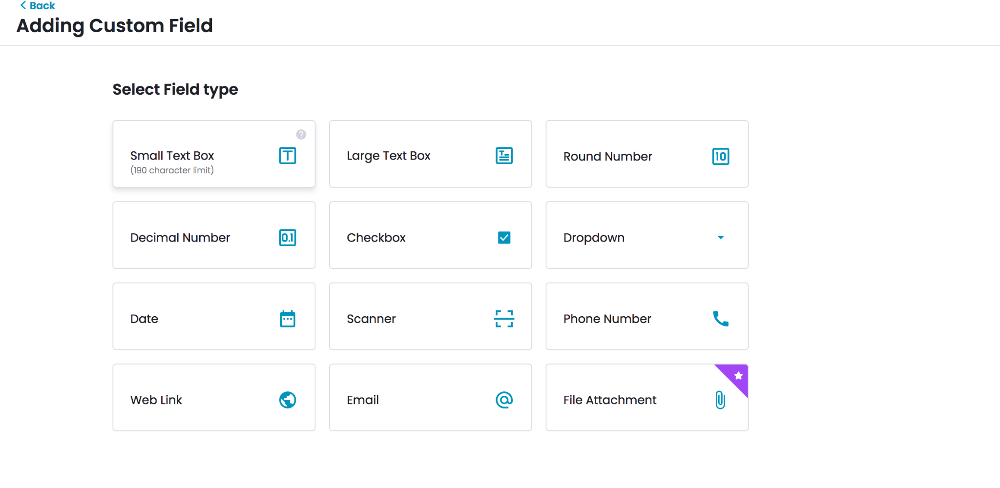 Back
Adding Custom Field
Select Field type
?
Small Text Box
T
(190 character limit)
Large Text Box
T
Round Number
10
Decimal Number
0.1
Checkbox
Dropdown
Date
Scanner
Phone Number
Web Link
Email
@
File Attachment